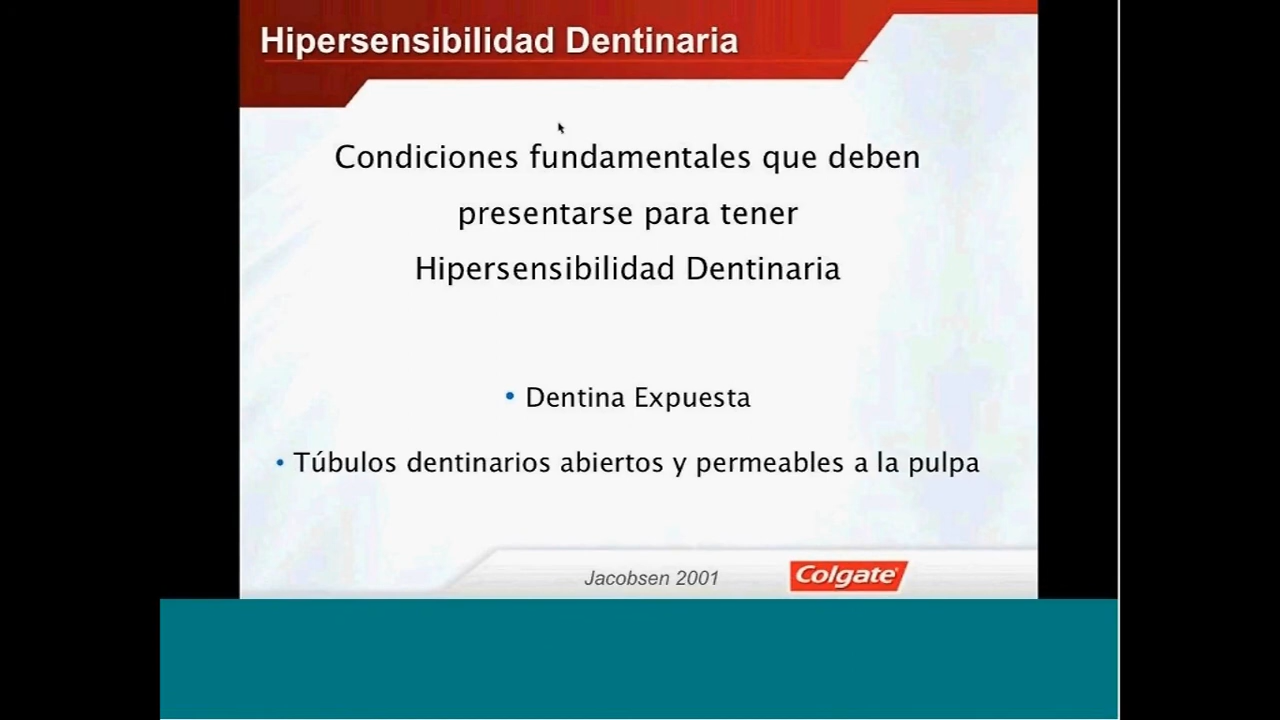 Hipersensibilidad Dentinaria
Condiciones fundamentales que deben
presentarse para tener
Hipersensibilidad Dentinaria
• Dentina Expuesta
• Túbulos dentinarios abiertos y permeables a la pulpa
Jacobsen 2001
Colgate